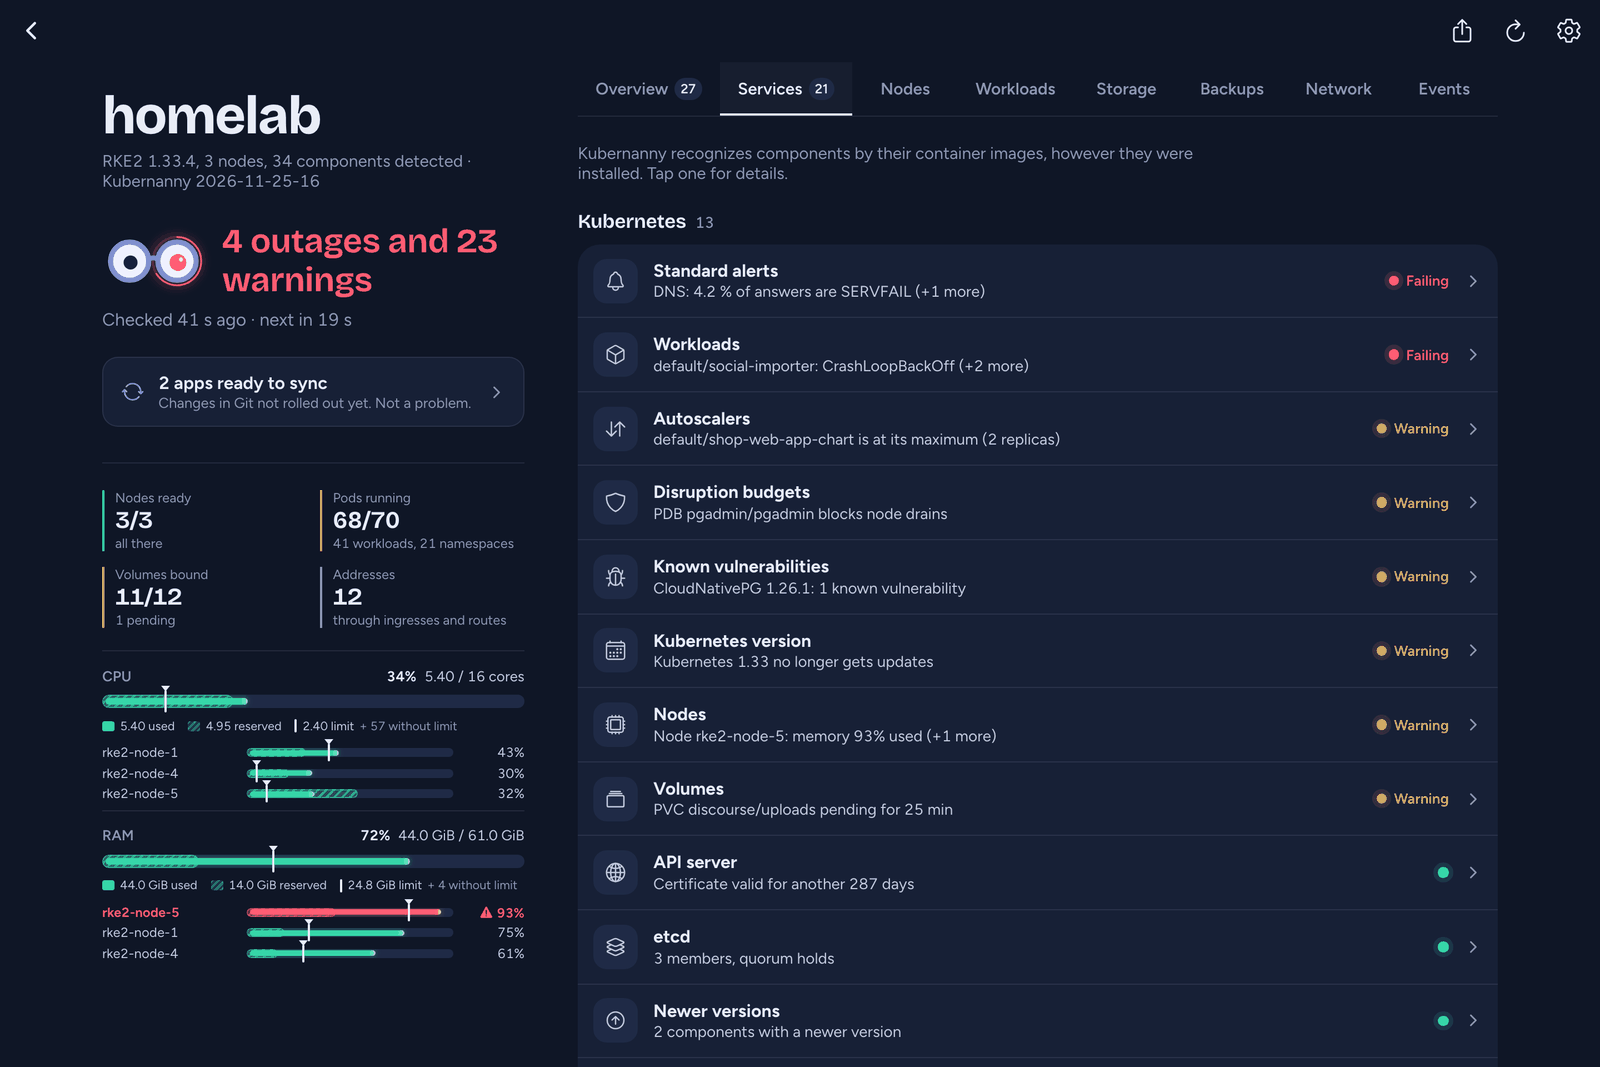 homelab
RKE2 1.33.4, 3 nodes, 34 components detected ·
Kubernanny 2026-11-25-16
4 outages and 23
warnings
Checked 41 s ago · next in 19 s
2 apps ready to sync
Changes in Git not rolled out yet. Not a problem.
Nodes ready
3/3
all there
Pods running
68/70
41 workloads, 21 namespaces
Volumes bound
11/12
1 pending
Addresses
12
through ingresses and routes
CPU 34% 5.40 / 16 cores
5.40 used 4.95 reserved 2.40 limit + 57 without limit
rke2-node-1 43%
rke2-node-4 30%
rke2-node-5 32%
RAM 72% 44.0 GiB / 61.0 GiB
44.0 GiB used 14.0 GiB reserved 24.8 GiB limit + 4 without limit
rke2-node-5 93%
rke2-node-1 75%
rke2-node-4 61%
Overview 27 Services 21 Nodes Workloads Storage Backups Network Events
Kubernanny recognizes components by their container images, however they were
installed. Tap one for details.
Kubernetes 13
Standard alerts
DNS: 4.2 % of answers are SERVFAIL (+1 more)
Failing
Workloads
default/social-importer: CrashLoopBackOff (+2 more)
Failing
Autoscalers
default/shop-web-app-chart is at its maximum (2 replicas)
Warning
Disruption budgets
PDB pgadmin/pgadmin blocks node drains
Warning
Known vulnerabilities
CloudNativePG 1.26.1: 1 known vulnerability
Warning
Kubernetes version
Kubernetes 1.33 no longer gets updates
Warning
Nodes
Node rke2-node-5: memory 93% used (+1 more)
Warning
Volumes
PVC discourse/uploads pending for 25 min
Warning
API server
Certificate valid for another 287 days
etcd
3 members, quorum holds
Newer versions
2 components with a newer version